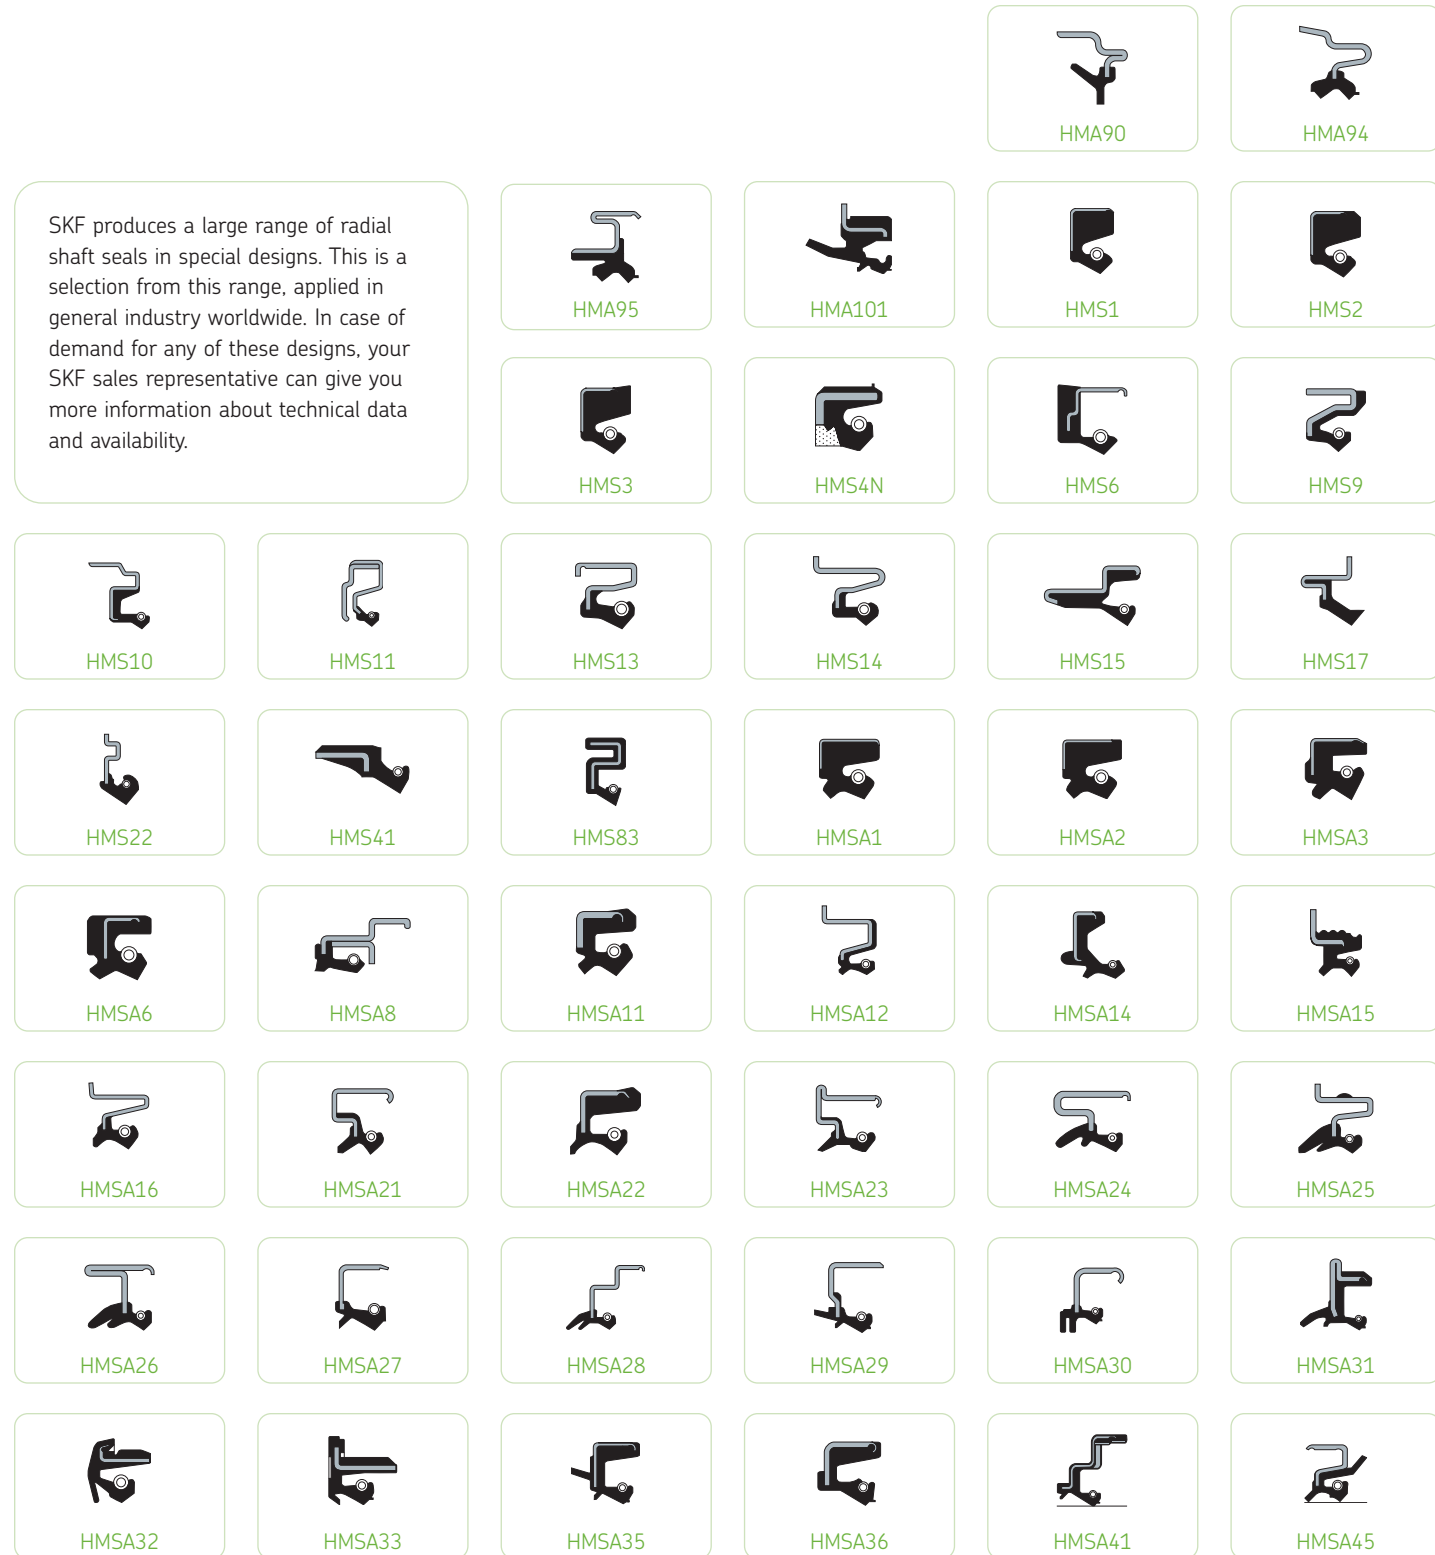 HMA90
HMA94
SKF produces a large range of radial
shaft seals in special designs. This is a
selection from this range, applied in
general industry worldwide. In case of
demand for any of these designs, your
SKF sales representative can give you
more information about technical data
and availability.
HMA95
HMA101
HMS1
HMS2
HMS3
HMS4N
HMS6
HMS9
HMS10
HMS11
HMS13
HMS14
HMS15
HMS17
HMS22
HMS41
HMS83
HMSA1
HMSA2
HMSA3
HMSA6
HMSA8
HMSA11
HMSA12
HMSA14
HMSA15
HMSA16
HMSA21
HMSA22
HMSA23
HMSA24
HMSA25
HMSA26
HMSA27
HMSA28
HMSA29
HMSA30
HMSA31
HMSA32
HMSA33
HMSA35
HMSA36
HMSA41
HMSA45